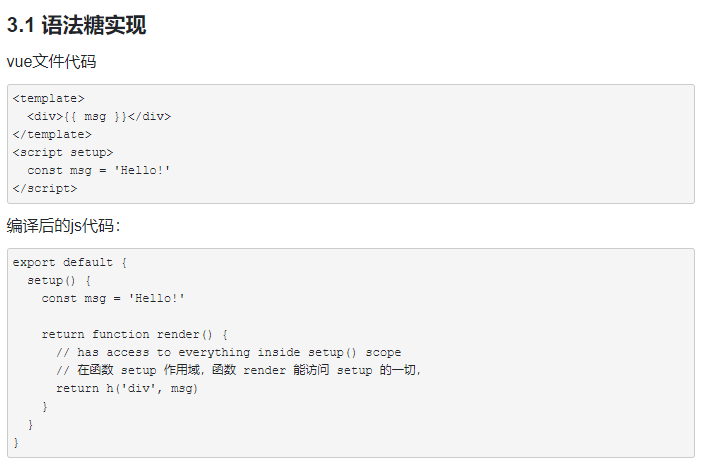 3.1 语法糖实现
vue文件代码
<template>
  <div>{{ msg }}</div>
</template>
<script setup>
  const msg = 'Hello!'
</script>
编译后的js代码：
export default {
  setup() {
    const msg = 'Hello!'

    return function render() {
      // has access to everything inside setup() scope
      // 在函数 setup 作用域，函数 render 能访问 setup 的一切，
      return h('div', msg)
    }
  }
}